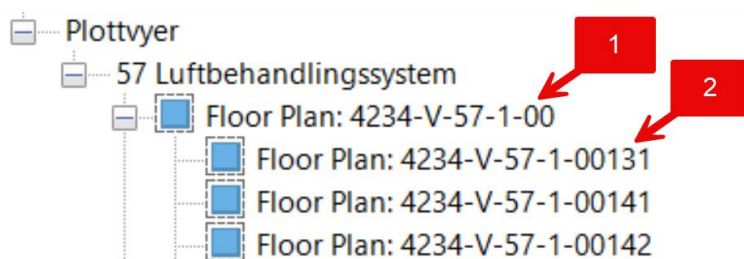 Plottvyer
1
57 Luftbehandlingssystem
2
Floor Plan: 4234-V-57-1-00
Floor Plan: 4234-V-57-1-00131
Floor Plan: 4234-V-57-1-00141
Floor Plan: 4234-V-57-1-00142